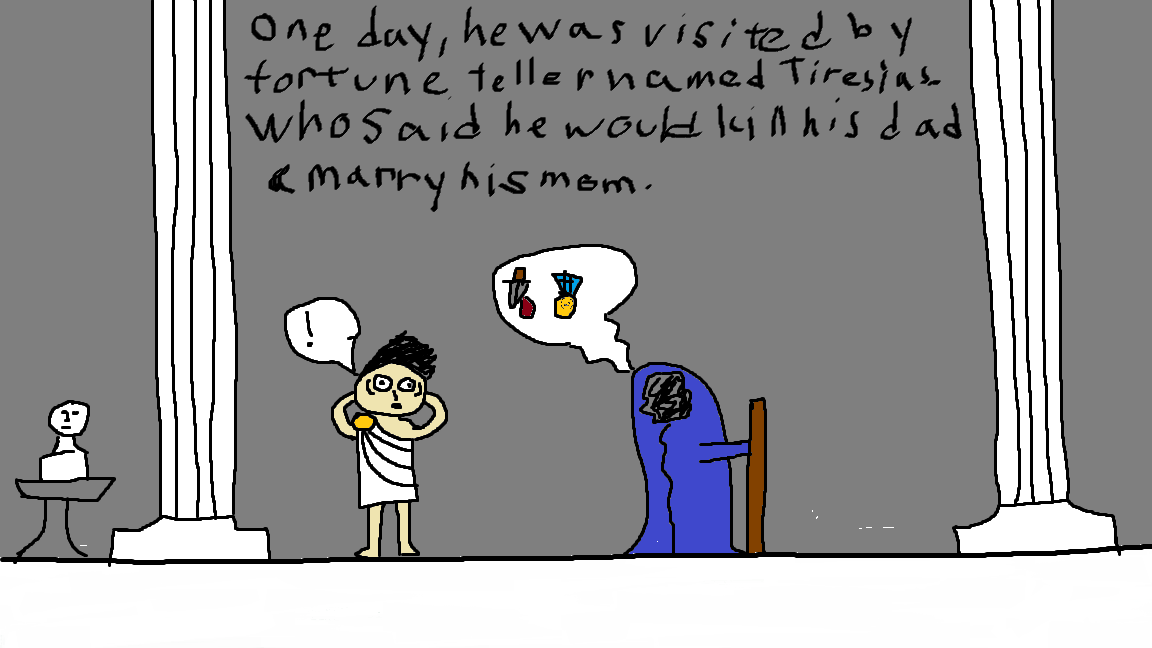 One day, he was visited by
fortune teller named Tiresias.
Who said he would kill his dad
& marry his mom.
!